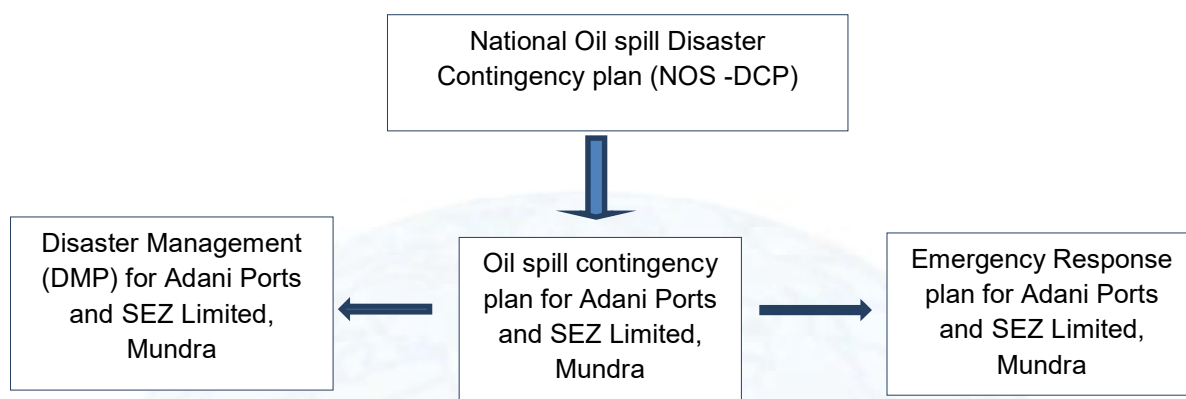 National Oil spill Disaster
Contingency plan (NOS -DCP)
Disaster Management
(DMP) for Adani Ports
and SEZ Limited,
Mundra
Oil spill contingency
plan for Adani Ports
and SEZ Limited,
Mundra
Emergency Response
plan for Adani Ports
and SEZ Limited,
Mundra